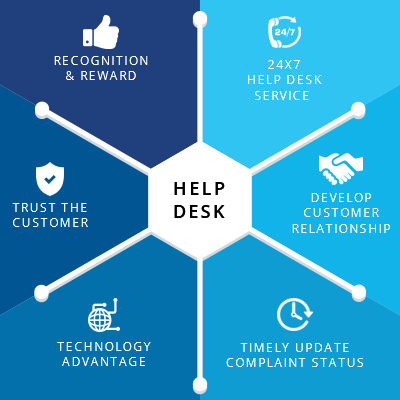 RECOGNITION
& REWARD
24/7
24X7
HELP DESK
SERVICE
TRUST THE
CUSTOMER
HELP
DESK
DEVELOP
CUSTOMER
RELATIONSHIP
TECHNOLOGY
ADVANTAGE
TIMELY UPDATE
COMPLAINT STATUS